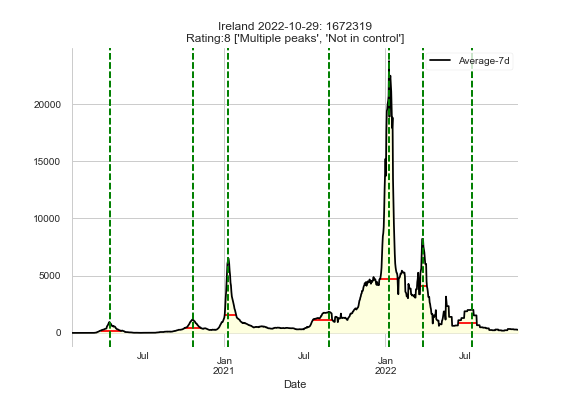 Ireland 2022-10-29: 1672319
Rating:8 ['Multiple peaks', 'Not in control']
Average-7d
20000
15000
10000
5000
0
Jul
Jan
2021
Jul
Jan
2022
Jul
Date